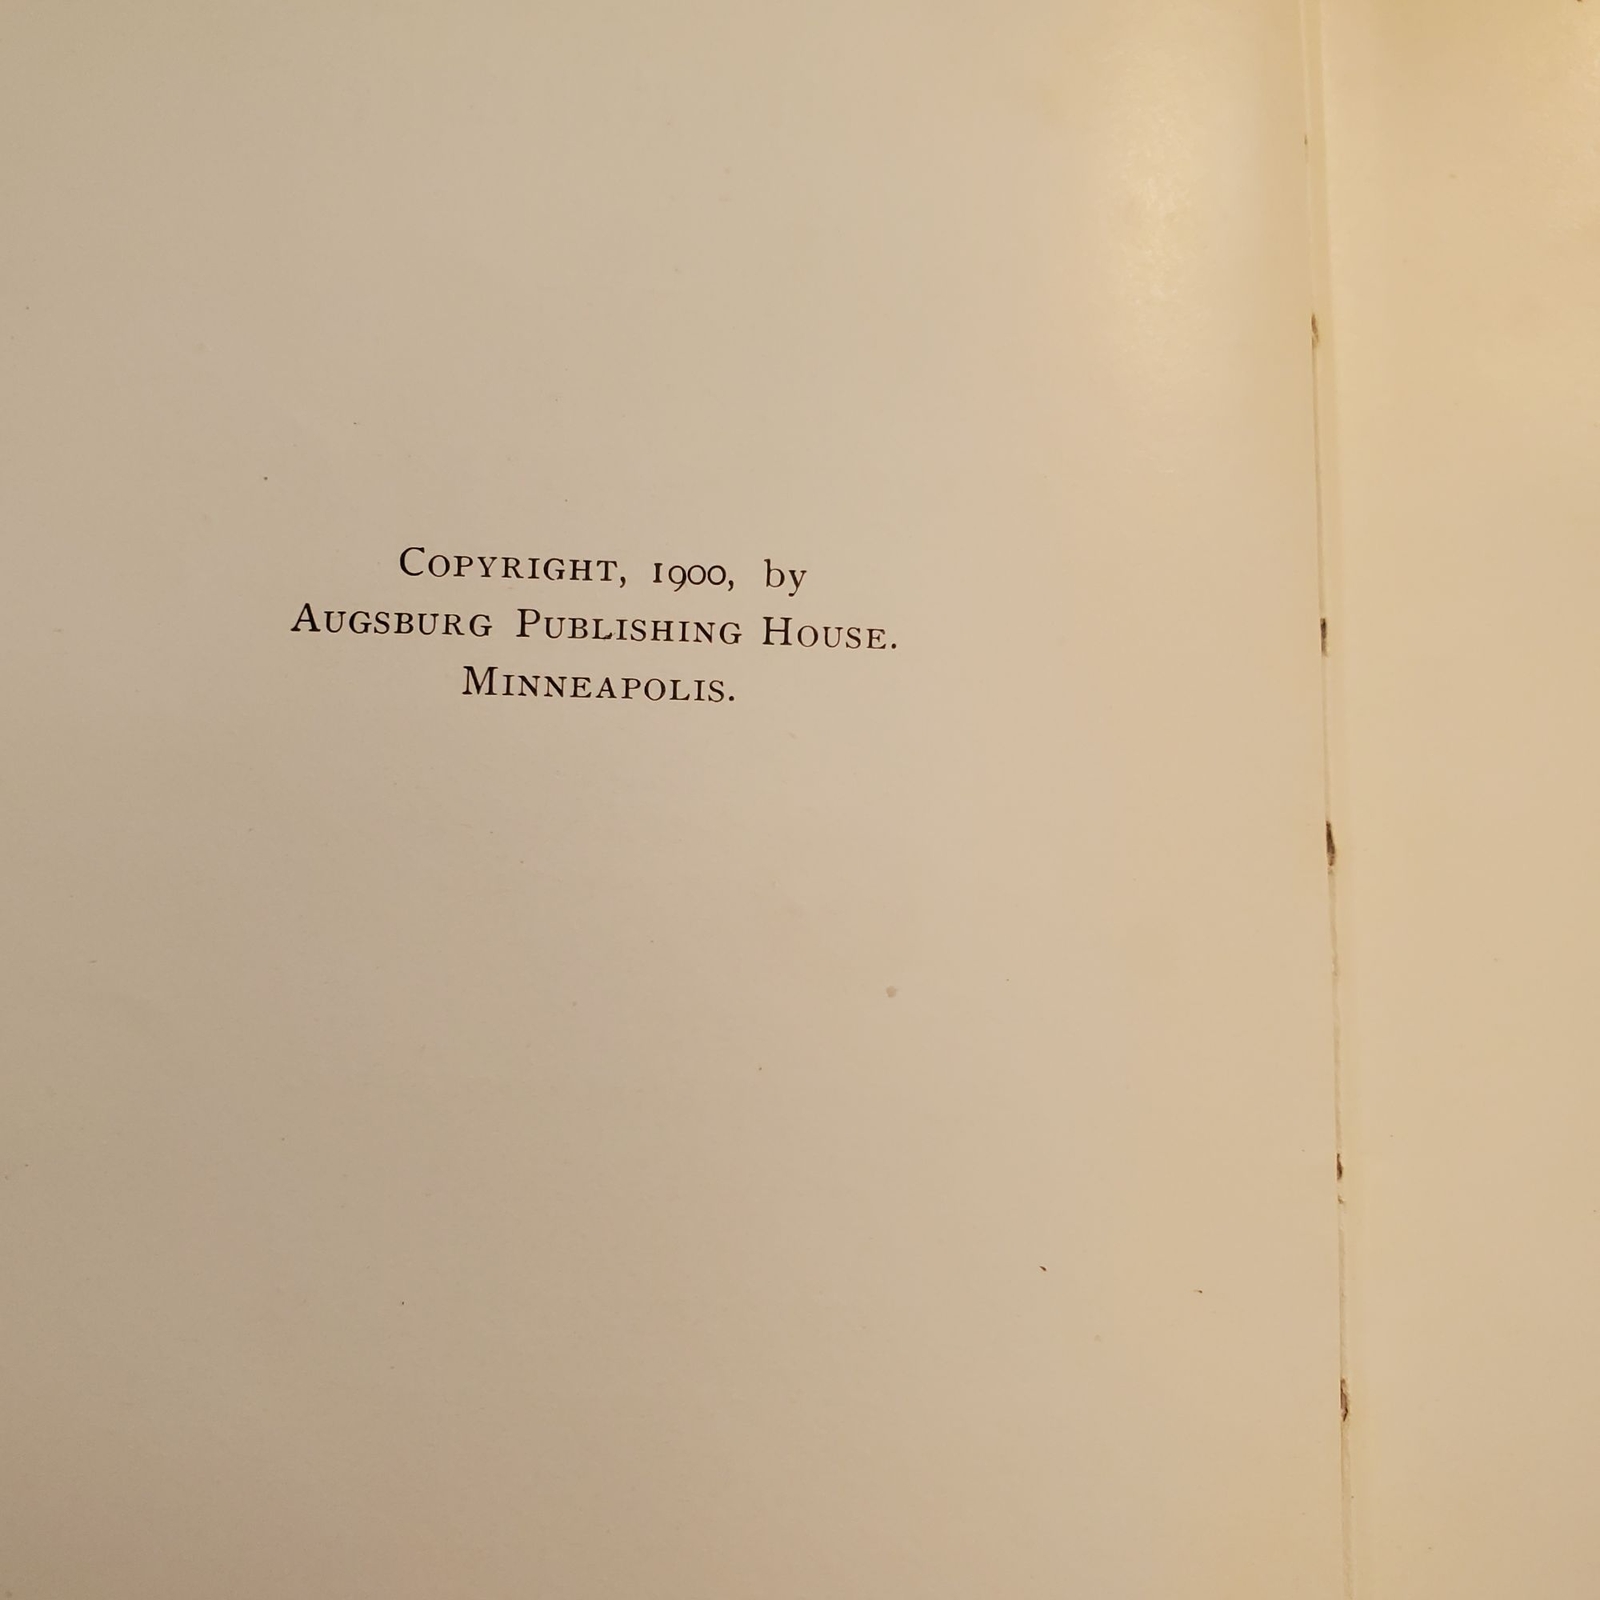 Copyright, 1900, by
Augsburg Publishing House.
Minneapolis.